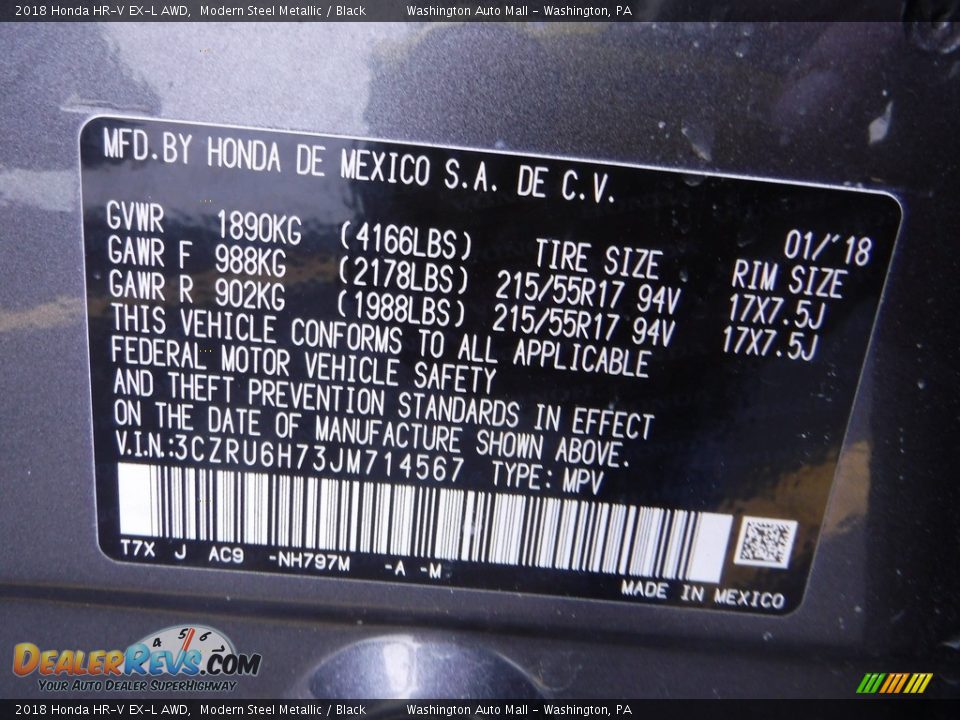 2018 Honda HR-V EX-L AWD, Modern Steel Metallic / Black Washington Auto Mall - Washington, PA
MFD.BY HONDA DE MEXICO S.A. DE C.V.
GVWR 1890KG (4166LBS) TIRE SIZE 01/'18 RIM SIZE
GAWR F 988KG (2178LBS) 215/55R17 94V 17X7.5J
GAWR R 902KG (1988LBS) 215/55R17 94V 17X7.5J
THIS VEHICLE CONFORMS TO ALL APPLICABLE
FEDERAL MOTOR VEHICLE SAFETY
AND THEFT PREVENTION STANDARDS IN EFFECT
ON THE DATE OF MANUFACTURE SHOWN ABOVE.
V.I.N:3CZRU6H73JM714567 TYPE: MPV
T7X J AC9 -NH797M -A -M
MADE IN MEXICO
4 5 6
DEALERREVS.COM
YOUR AUTO DEALER SUPERHIGHWAY
2018 Honda HR-V EX-L AWD, Modern Steel Metallic / Black Washington Auto Mall - Washington, PA